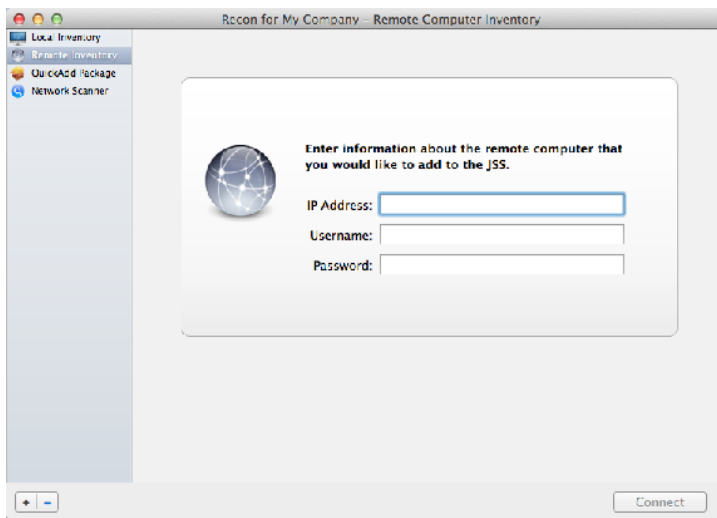 Recon for My Company – Remote Computer Inventory
Local Inventory
Remote Inventory
QuickAdd Package
Network Scanner
Enter information about the remote computer that
you would like to add to the JSS.
IP Address:
Username:
Password:
+ –
Connect